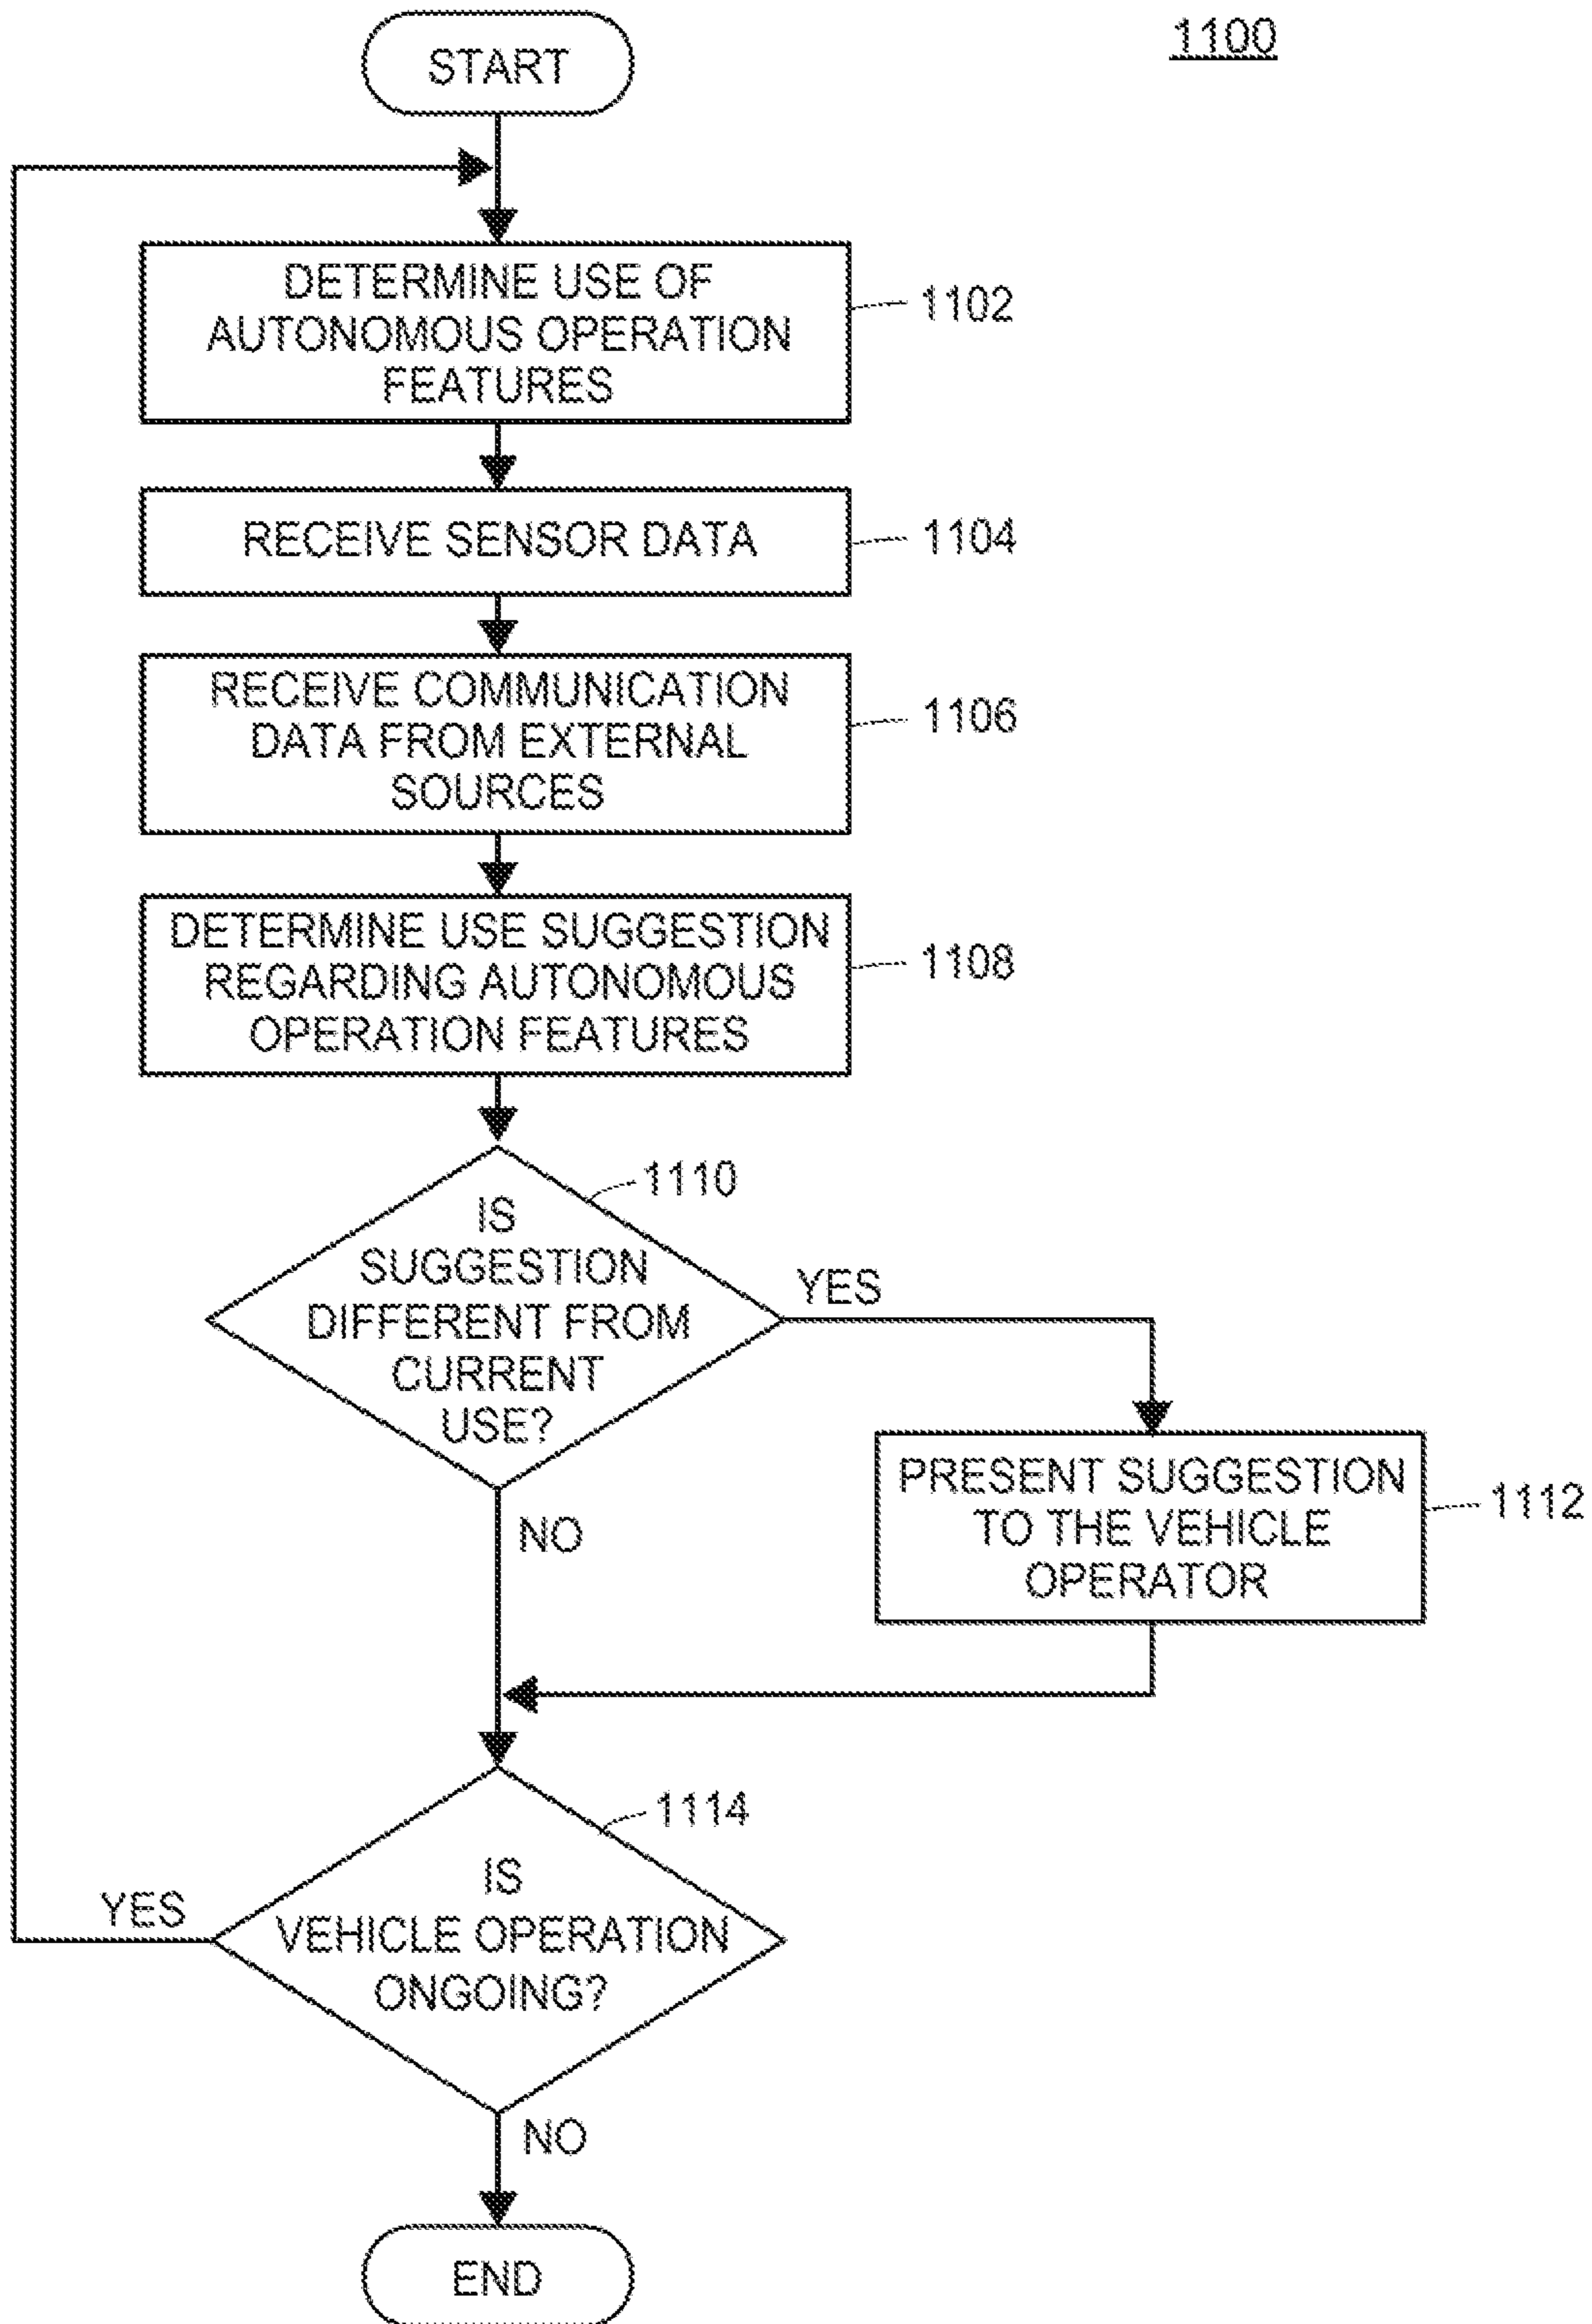 1100
START
DETERMINE USE OF
AUTONOMOUS OPERATION
FEATURES
1102
RECEIVE SENSOR DATA
1104
RECEIVE COMMUNICATION
DATA FROM EXTERNAL
SOURCES
1106
DETERMINE USE SUGGESTION
REGARDING AUTONOMOUS
OPERATION FEATURES
1108
1110
IS
SUGGESTION
DIFFERENT FROM
CURRENT
USE?
YES
NO
PRESENT SUGGESTION
TO THE VEHICLE
OPERATOR
1112
1114
IS
VEHICLE OPERATION
ONGOING?
YES
NO
END